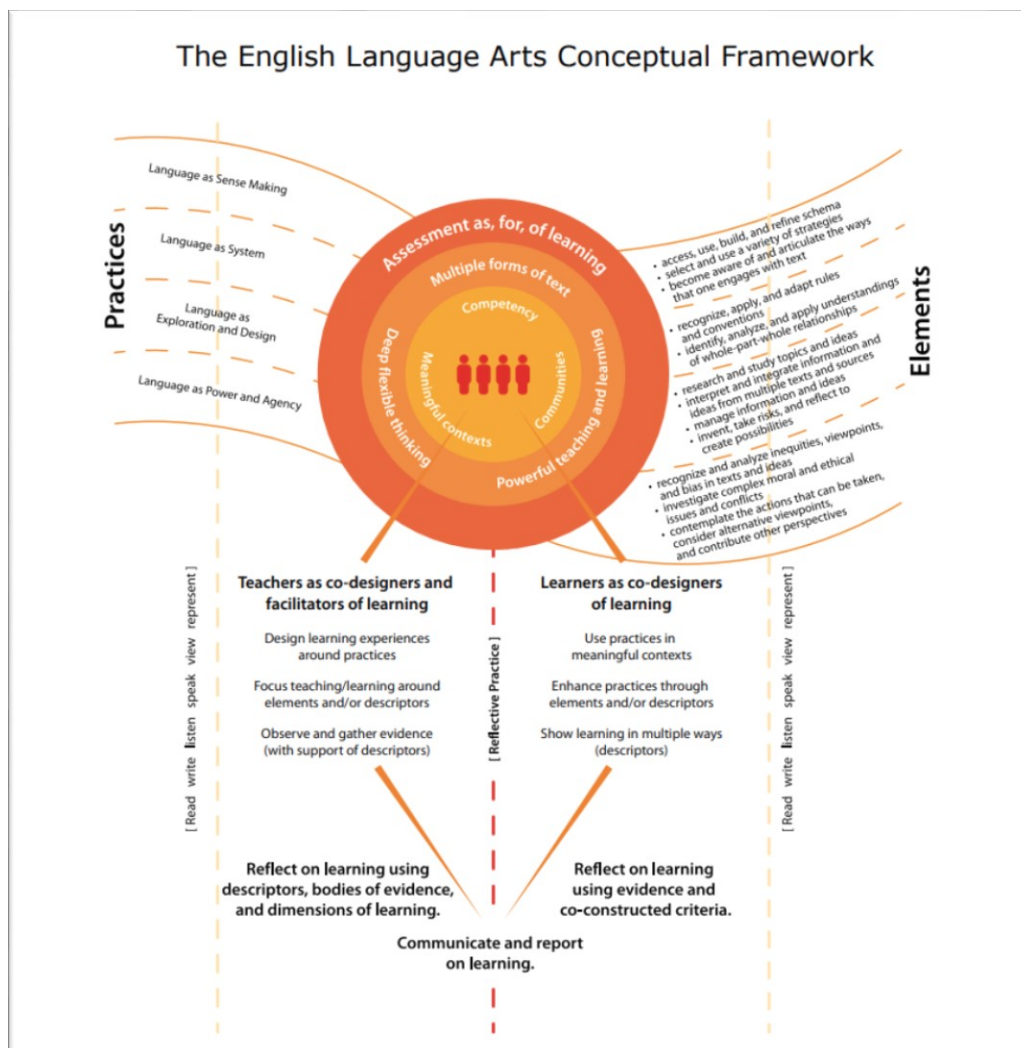 The English Language Arts Conceptual Framework
Practices
Language as Sense Making
Language as System
Language as
Exploration and Design
Language as Power and Agency
Assessment as, for, of learning
Multiple forms of text
Deep flexible thinking
Powerful teaching and learning
Competency
Meaningful contexts
Communities
Elements
• access, use, build, and refine schema
• select and use a variety of strategies
• become aware of and articulate the ways
that one engages with text
• recognize, apply, and adapt rules
and conventions
• identify, analyze, and apply understandings
of whole-part-whole relationships
• research and study topics and ideas
• interpret and integrate information and
ideas from multiple texts and sources
• manage information and ideas
• invent, take risks, and reflect to
create possibilities
• recognize and analyze inequities, viewpoints,
and bias in texts and ideas
• investigate complex moral and ethical
issues and conflicts
• contemplate the actions that can be taken,
consider alternative viewpoints,
and contribute other perspectives
[ Read write listen speak view represent ]
Teachers as co-designers and
facilitators of learning
Design learning experiences
around practices
Focus teaching/learning around
elements and/or descriptors
Observe and gather evidence
(with support of descriptors)
[ Reflective Practice ]
Learners as co-designers
of learning
Use practices in
meaningful contexts
Enhance practices through
elements and/or descriptors
Show learning in multiple ways
(descriptors)
[ Read write listen speak view represent ]
Reflect on learning using
descriptors, bodies of evidence,
and dimensions of learning.
Reflect on learning
using evidence and
co-constructed criteria.
Communicate and report
on learning.